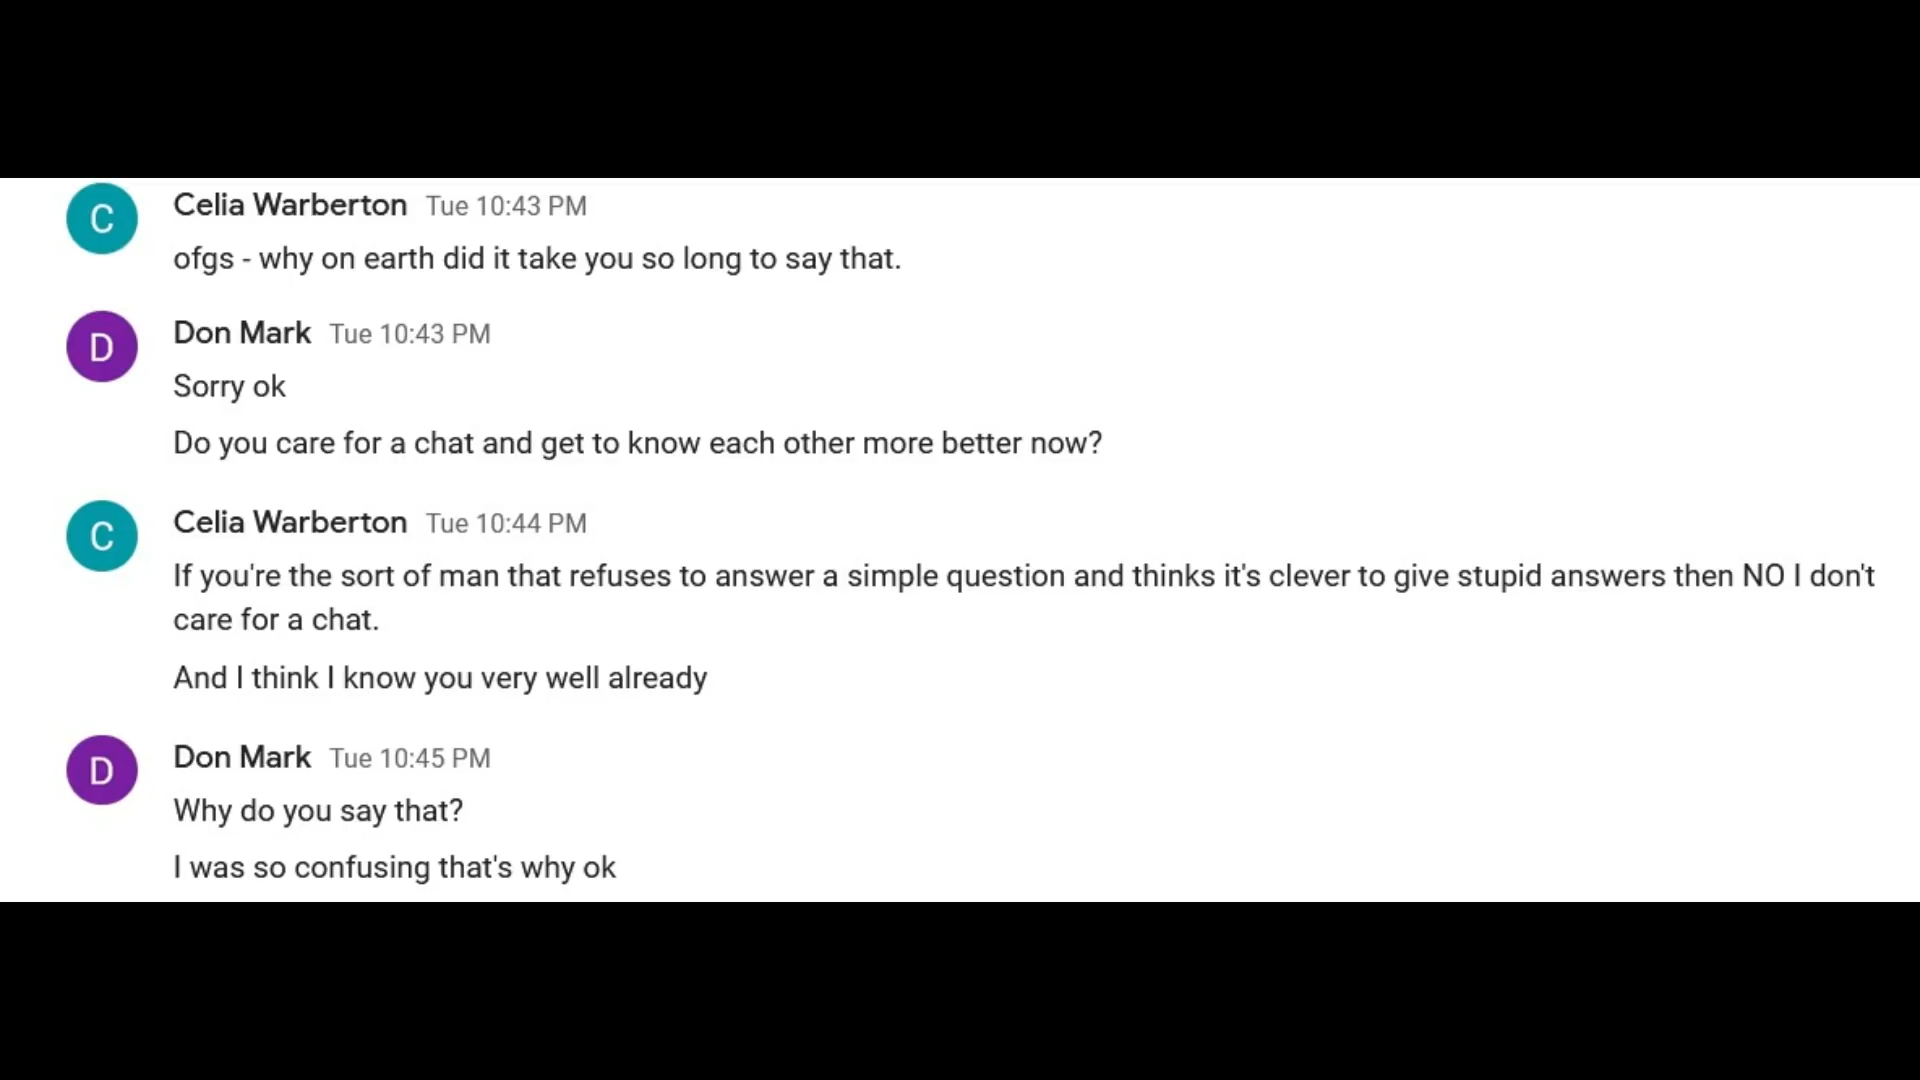 C
Celia Warberton Tue 10:43 PM
ofgs - why on earth did it take you so long to say that.
D
Don Mark Tue 10:43 PM
Sorry ok
Do you care for a chat and get to know each other more better now?
C
Celia Warberton Tue 10:44 PM
If you're the sort of man that refuses to answer a simple question and thinks it's clever to give stupid answers then NO I don't
care for a chat.
And I think I know you very well already
D
Don Mark Tue 10:45 PM
Why do you say that?
I was so confusing that's why ok